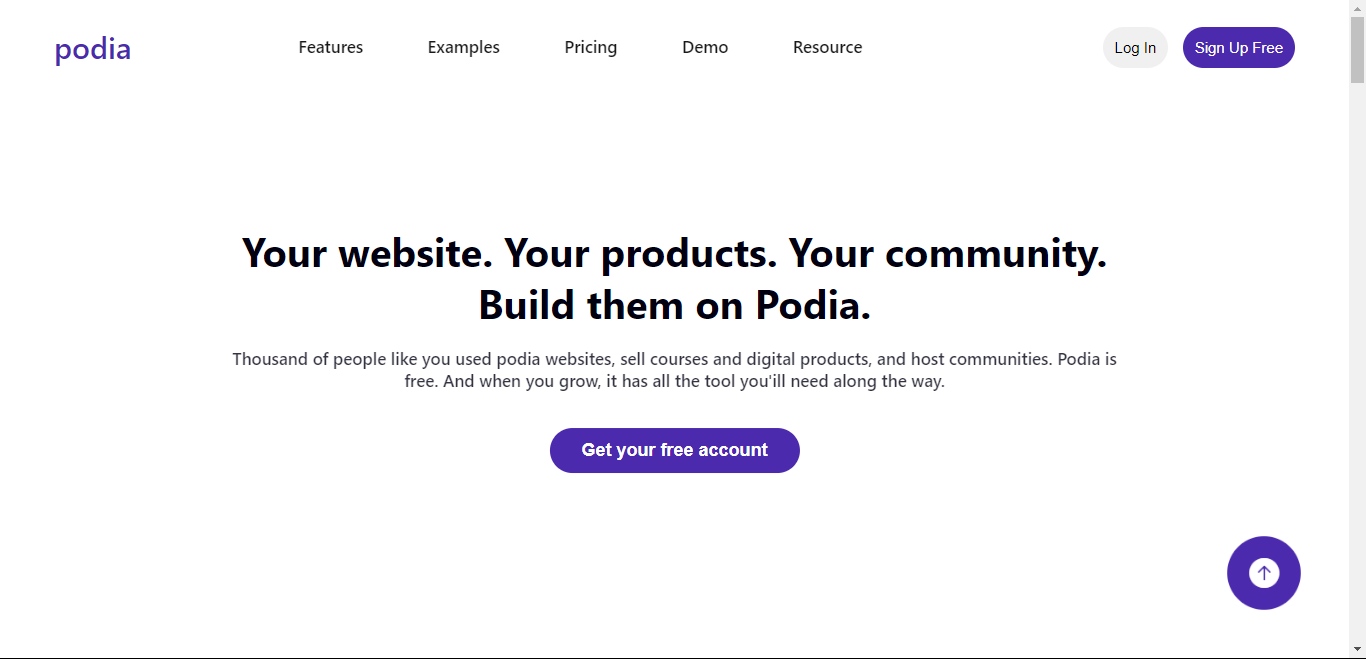 podia
Features
Examples
Pricing
Demo
Resource
Log In
Sign Up Free
Your website. Your products. Your community.
Build them on Podia.
Thousand of people like you used podia websites, sell courses and digital products, and host communities. Podia is
free. And when you grow, it has all the tool you'ill need along the way.
Get your free account